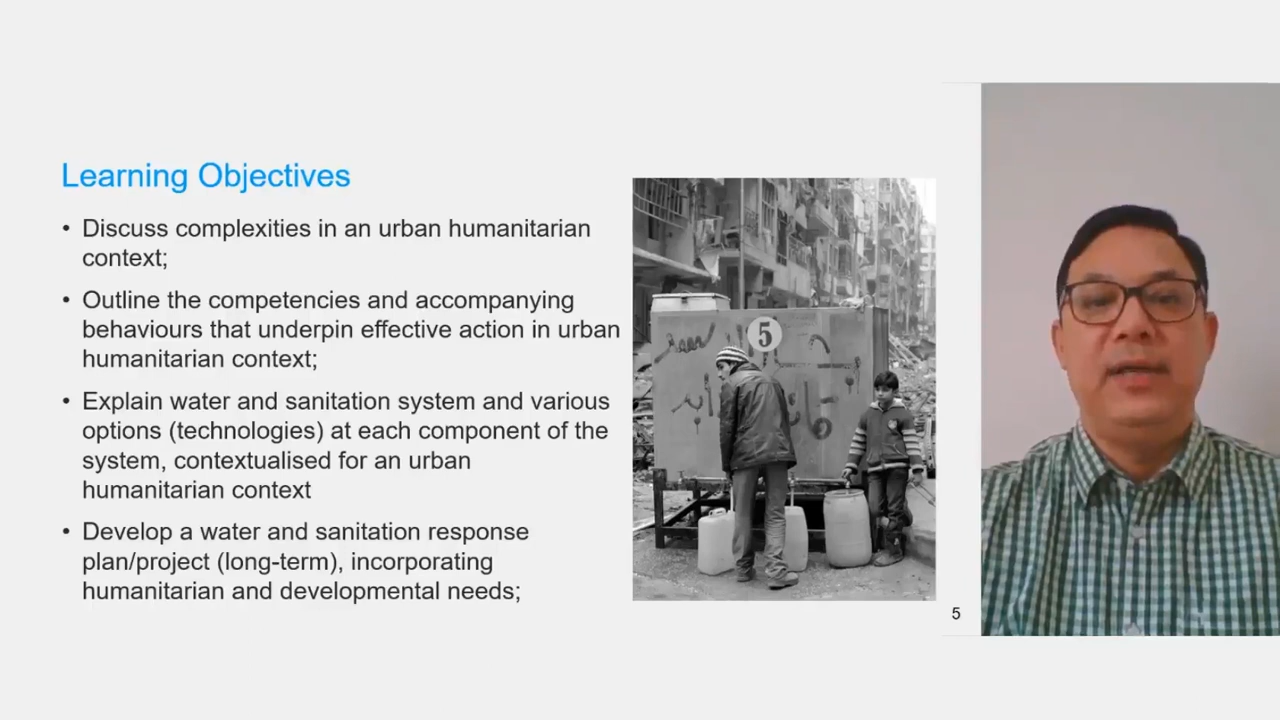 Learning Objectives
• Discuss complexities in an urban humanitarian
context;
• Outline the competencies and accompanying
behaviours that underpin effective action in urban
humanitarian context;
• Explain water and sanitation system and various
options (technologies) at each component of the
system, contextualised for an urban
humanitarian context
• Develop a water and sanitation response
plan/project (long-term), incorporating
humanitarian and developmental needs;
5
5